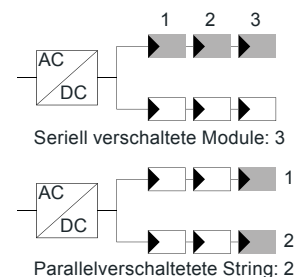 1 2 3
AC
DC
Seriell verschaltete Module: 3
AC
DC
1
2
Parallelverschaltetete String: 2